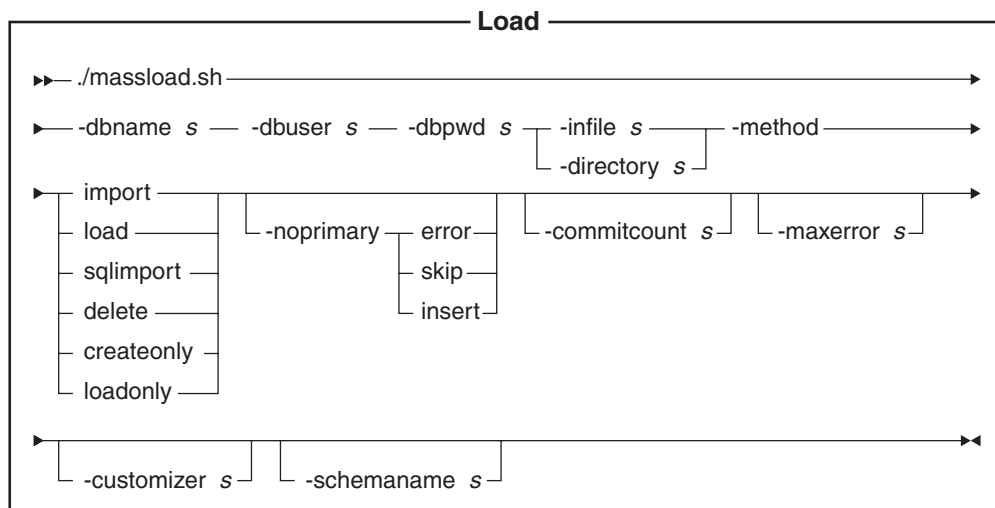 Load
./massload.sh
-dbname s -dbuser s -dbpwd s -infile s -method
-directory s
import
load -noprimary error -commitcount s -maxerror s
sqlimport skip
delete insert
createonly
loadonly
-customizer s -schemaname s